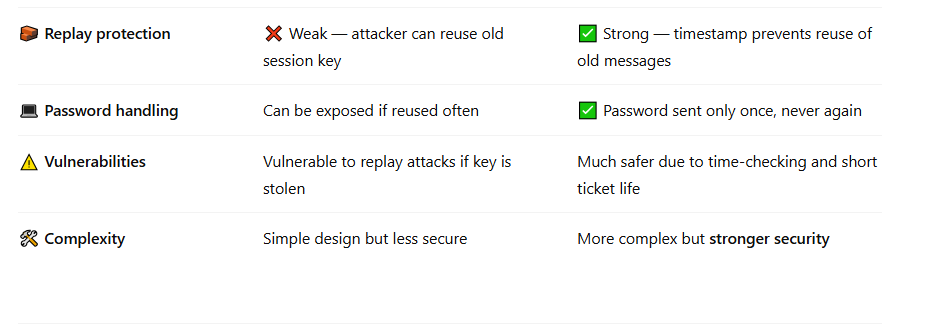 🧱 Replay protection
❌ Weak — attacker can reuse old
session key
✅ Strong — timestamp prevents reuse of
old messages
💻 Password handling
Can be exposed if reused often
✅ Password sent only once, never again
⚠️ Vulnerabilities
Vulnerable to replay attacks if key is
stolen
Much safer due to time-checking and short
ticket life
🛠️ Complexity
Simple design but less secure
More complex but stronger security